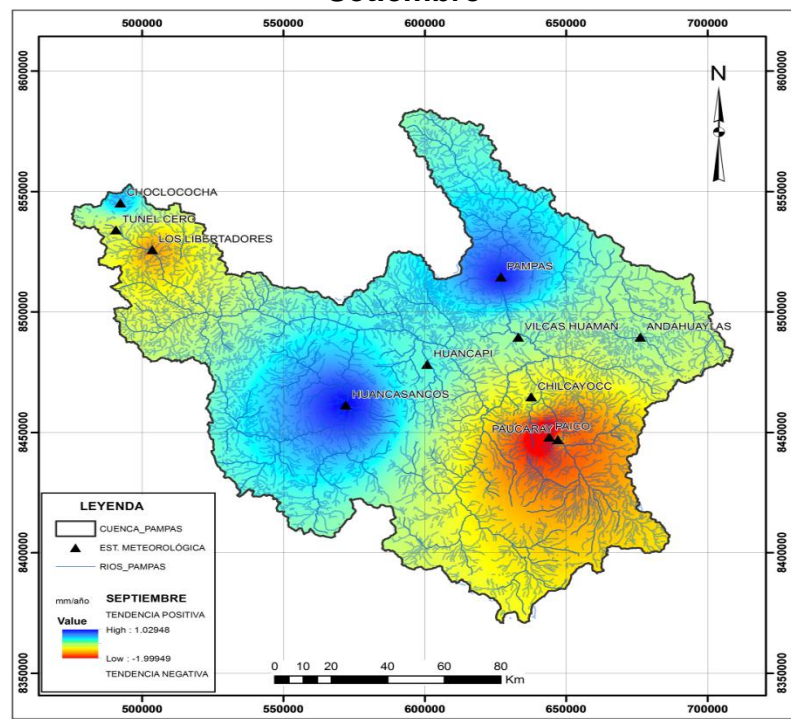 500000 550000 600000 650000 700000
8600000 8600000
N
8550000 8550000
CHOCLOCOCHA
TUNEL CERO
LOS LIBERTADORES
PAMPAS
8500000 8500000
VILCAS HUAMAN ANDAHUAYLAS
HUANCAPI
CHILCAYOCC
HUANCASANCOS
8450000 8450000
PAUCARAY PAICO
LEYENDA
CUENCA_PAMPAS
EST. METEOROLÓGICA
8400000 8400000
RIOS_PAMPAS
mm/año SEPTIEMBRE
TENDENCIA POSITIVA
Value
High : 1.02948
Low : -1.99949
TENDENCIA NEGATIVA
8350000 8350000
0 10 20 40 60 80
Km
500000 550000 600000 650000 700000